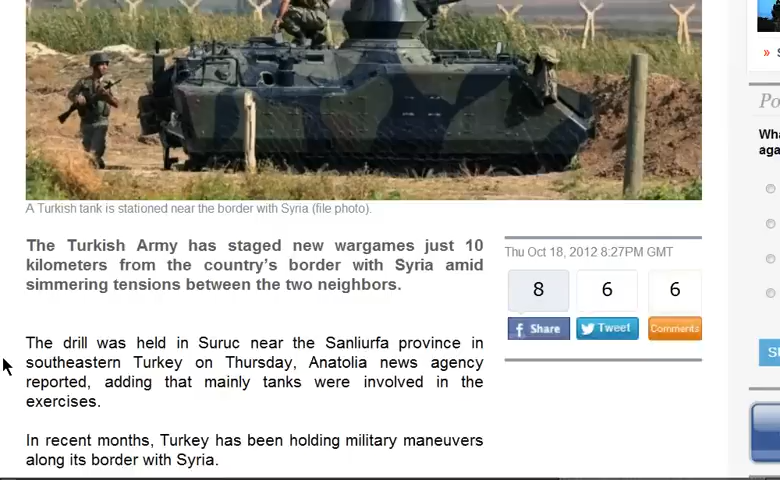 A Turkish tank is stationed near the border with Syria (file photo).
The Turkish Army has staged new wargames just 10
kilometers from the country's border with Syria amid
simmering tensions between the two neighbors.
Thu Oct 18, 2012 8:27PM GMT
8 6 6
f Share Tweet Comments
The drill was held in Suruc near the Sanliurfa province in
southeastern Turkey on Thursday, Anatolia news agency
reported, adding that mainly tanks were involved in the
exercises.
In recent months, Turkey has been holding military maneuvers
along its border with Syria.